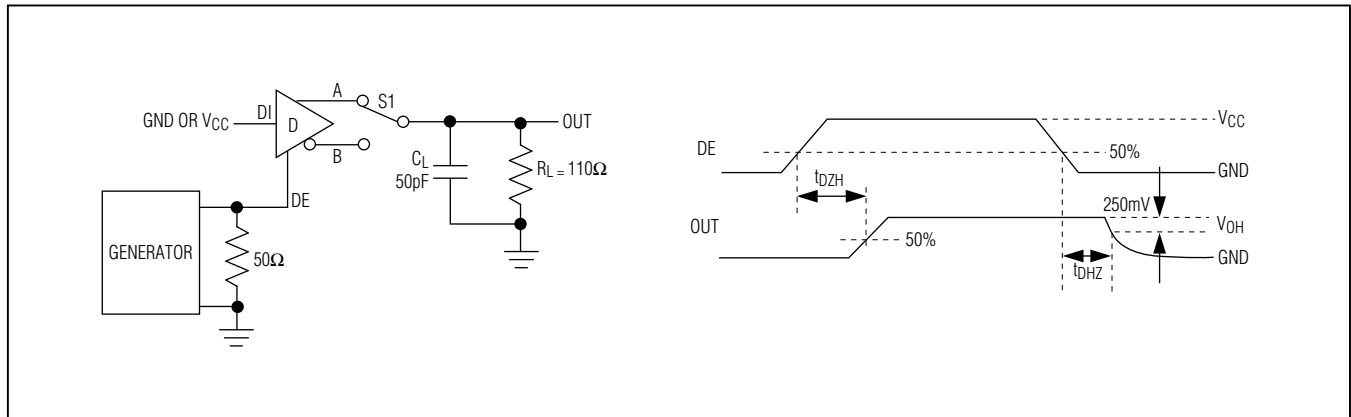 GND OR VCC
DI
D
A
S1
B
OUT
CL
50pF
RL = 110Ω
DE
GENERATOR
50Ω
DE
VCC
50%
GND
tDZH
250mV
OUT
50%
VOH
GND
tDHZ